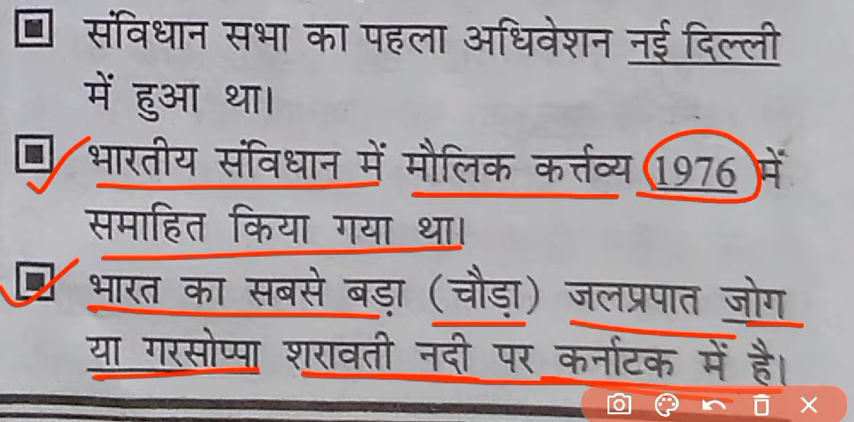 संविधान सभा का पहला अधिवेशन नई दिल्ली
में हुआ था।
भारतीय संविधान में मौलिक कर्त्तव्य 1976 में
समाहित किया गया था।
भारत का सबसे बड़ा (चौड़ा) जलप्रपात जोग
या गरसोप्पा शरावती नदी पर कर्नाटक में है।